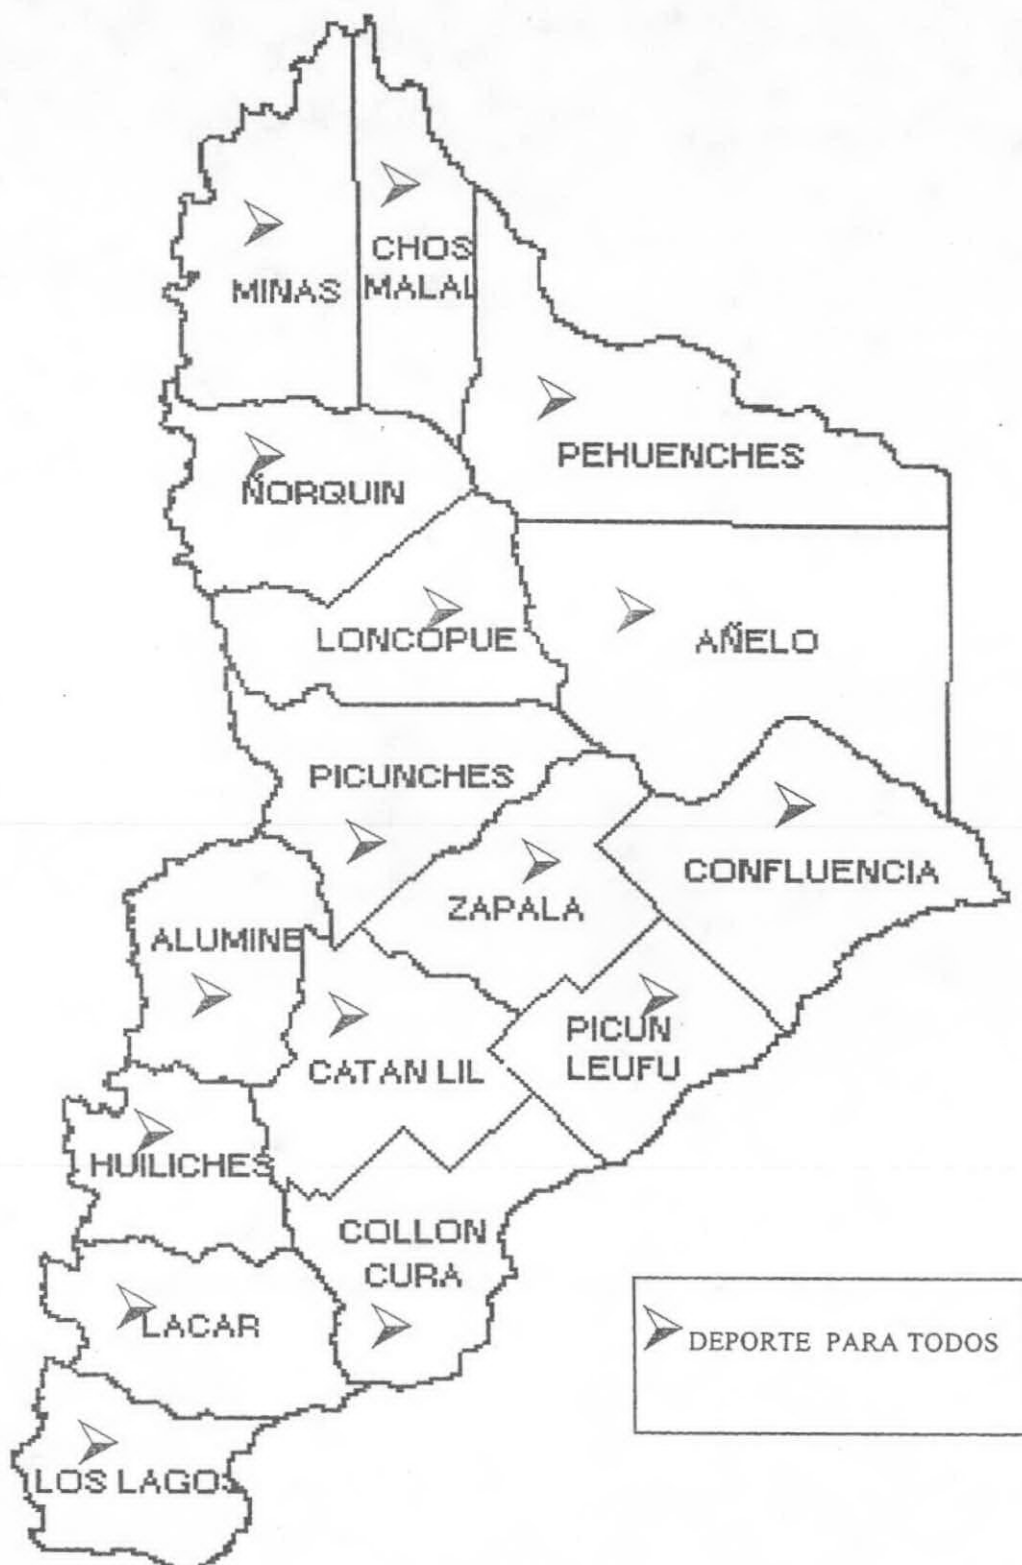 CHOS
MALAL
MINAS
PEHUENCHES
ÑORQUIN
LONCOPUE
AÑELO
PICUNCHES
CONFLUENCIA
ZAPALA
ALUMINE
PICUN
LEUFU
CATAN LIL
HUILICHES
COLLON
CURA
LACAR
DEPORTE PARA TODOS
LOS LAGOS